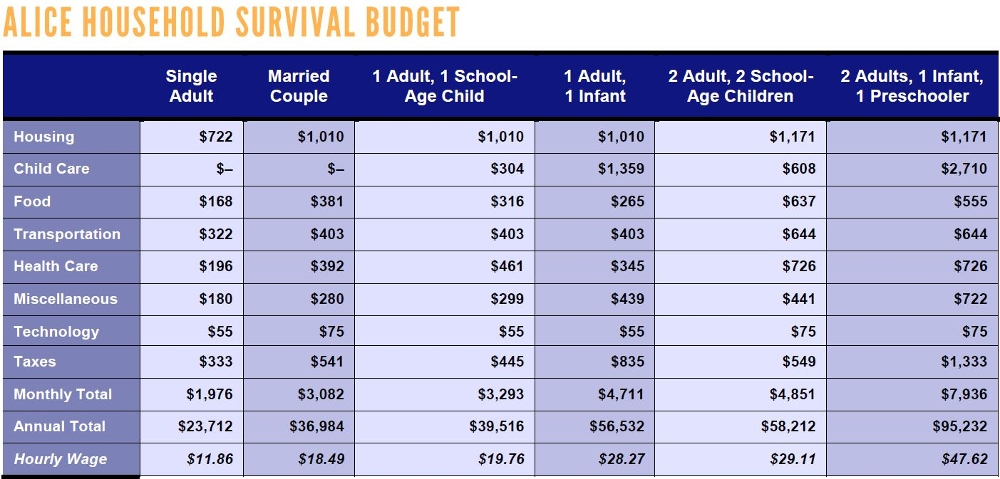 ALICE HOUSEHOLD SURVIVAL BUDGET
Single Adult Married Couple 1 Adult, 1 School-Age Child 1 Adult, 1 Infant 2 Adult, 2 School-Age Children 2 Adults, 1 Infant, 1 Preschooler
Housing $722 $1,010 $1,010 $1,010 $1,171 $1,171
Child Care $– $– $304 $1,359 $608 $2,710
Food $168 $381 $316 $265 $637 $555
Transportation $322 $403 $403 $403 $644 $644
Health Care $196 $392 $461 $345 $726 $726
Miscellaneous $180 $280 $299 $439 $441 $722
Technology $55 $75 $55 $55 $75 $75
Taxes $333 $541 $445 $835 $549 $1,333
Monthly Total $1,976 $3,082 $3,293 $4,711 $4,851 $7,936
Annual Total $23,712 $36,984 $39,516 $56,532 $58,212 $95,232
Hourly Wage $11.86 $18.49 $19.76 $28.27 $29.11 $47.62